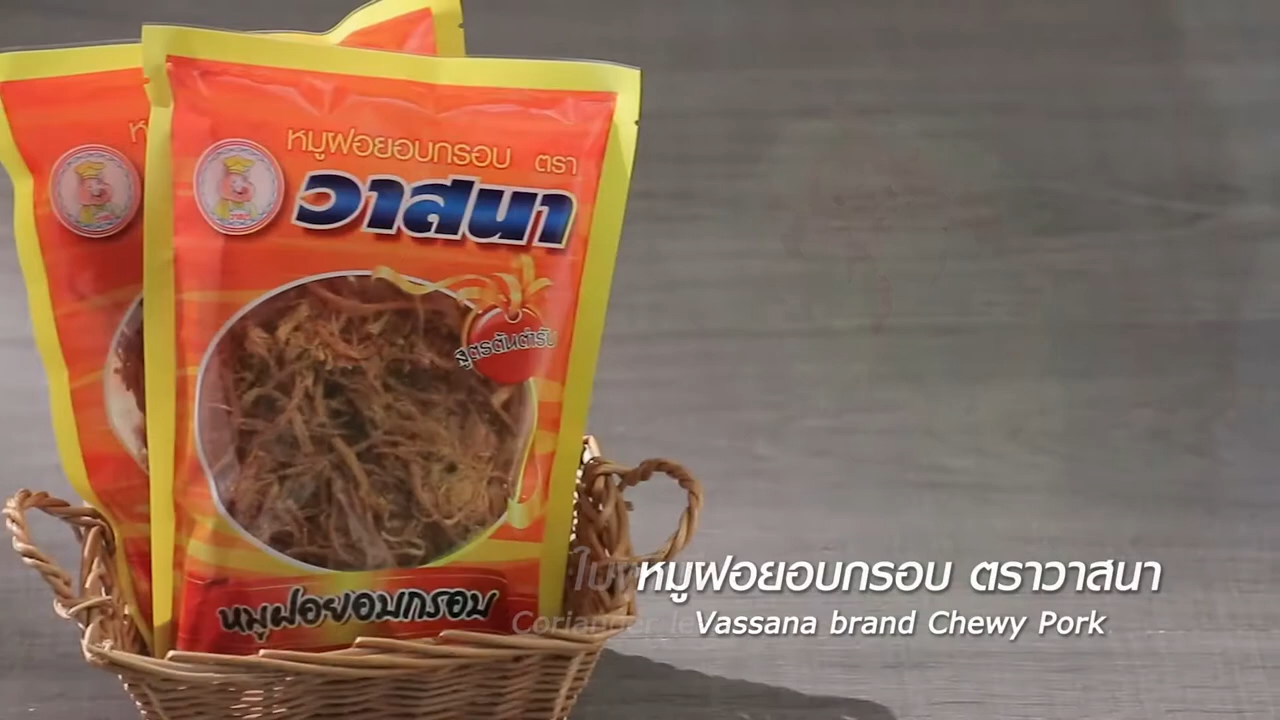 หมูฝอยอบกรอบ ตรา
วาสนา
สูตรต้นตำรับ
หมูฝอยอบกรอบ
หมูฝอยอบกรอบ ตราวาสนา
Coriander
Vassana brand Chewy Pork